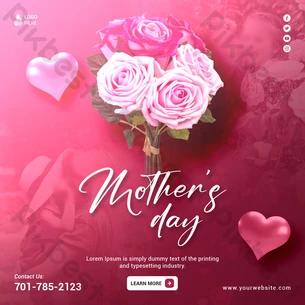 LOGO
Mother's
day
Lorem Ipsum is simply dummy text of the printing
and typesetting industry.
LEARN MORE
Contact Us:
701-785-2123
www.yourwebsite.com